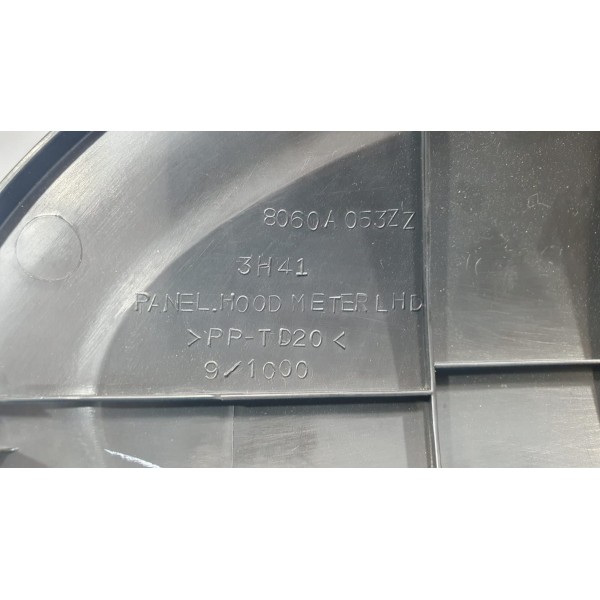 8060A053ZZ
3H41
PANEL.HOOD METER LHD
>PP-TD20<
9/1000